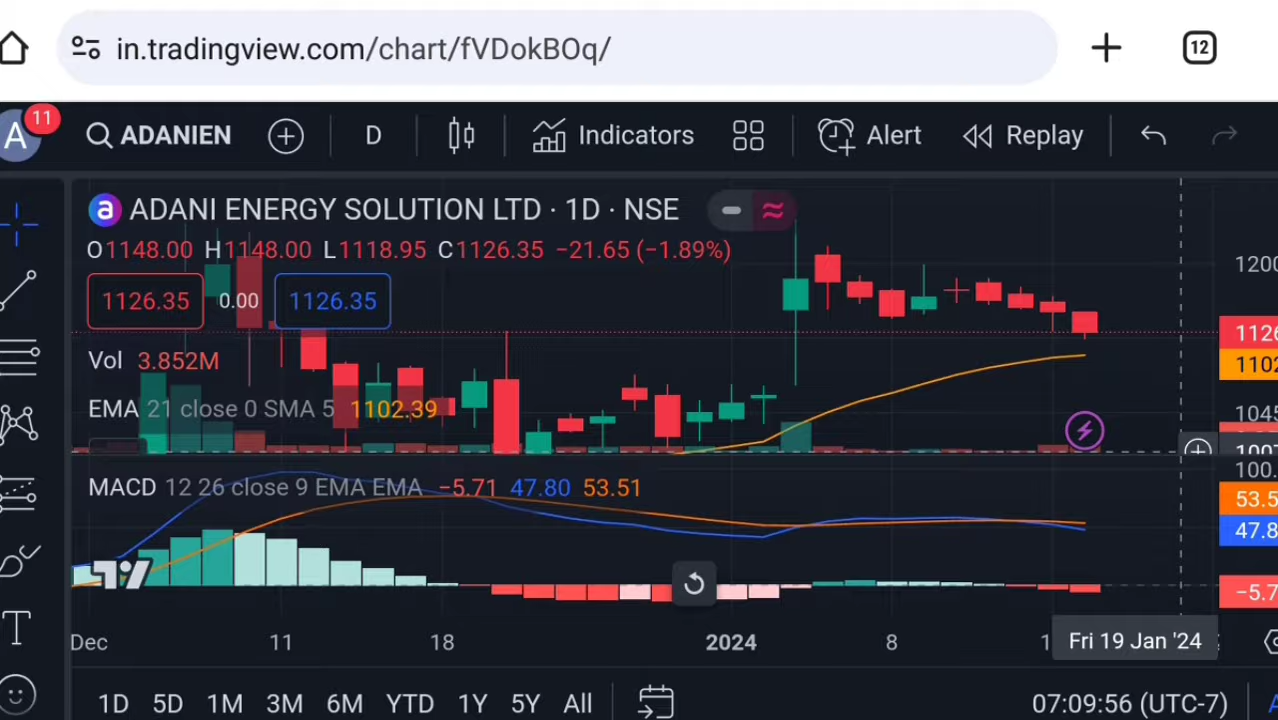 in.tradingview.com/chart/fVDokBOq/
12
A
11
ADANIEN
D
Indicators
Alert
Replay
a
ADANI ENERGY SOLUTION LTD · 1D · NSE
O1148.00 H1148.00 L1118.95 C1126.35 −21.65 (−1.89%)
1126.35 0.00 1126.35
1200
1126
Vol 3.852M
1102
EMA 21 close 0 SMA 5 1102.39
1045
MACD 12 26 close 9 EMA EMA −5.71 47.80 53.51
100.
53.5
47.8
−5.7
Dec 11 18 2024 8 Fri 19 Jan '24
1D 5D 1M 3M 6M YTD 1Y 5Y All
07:09:56 (UTC-7)